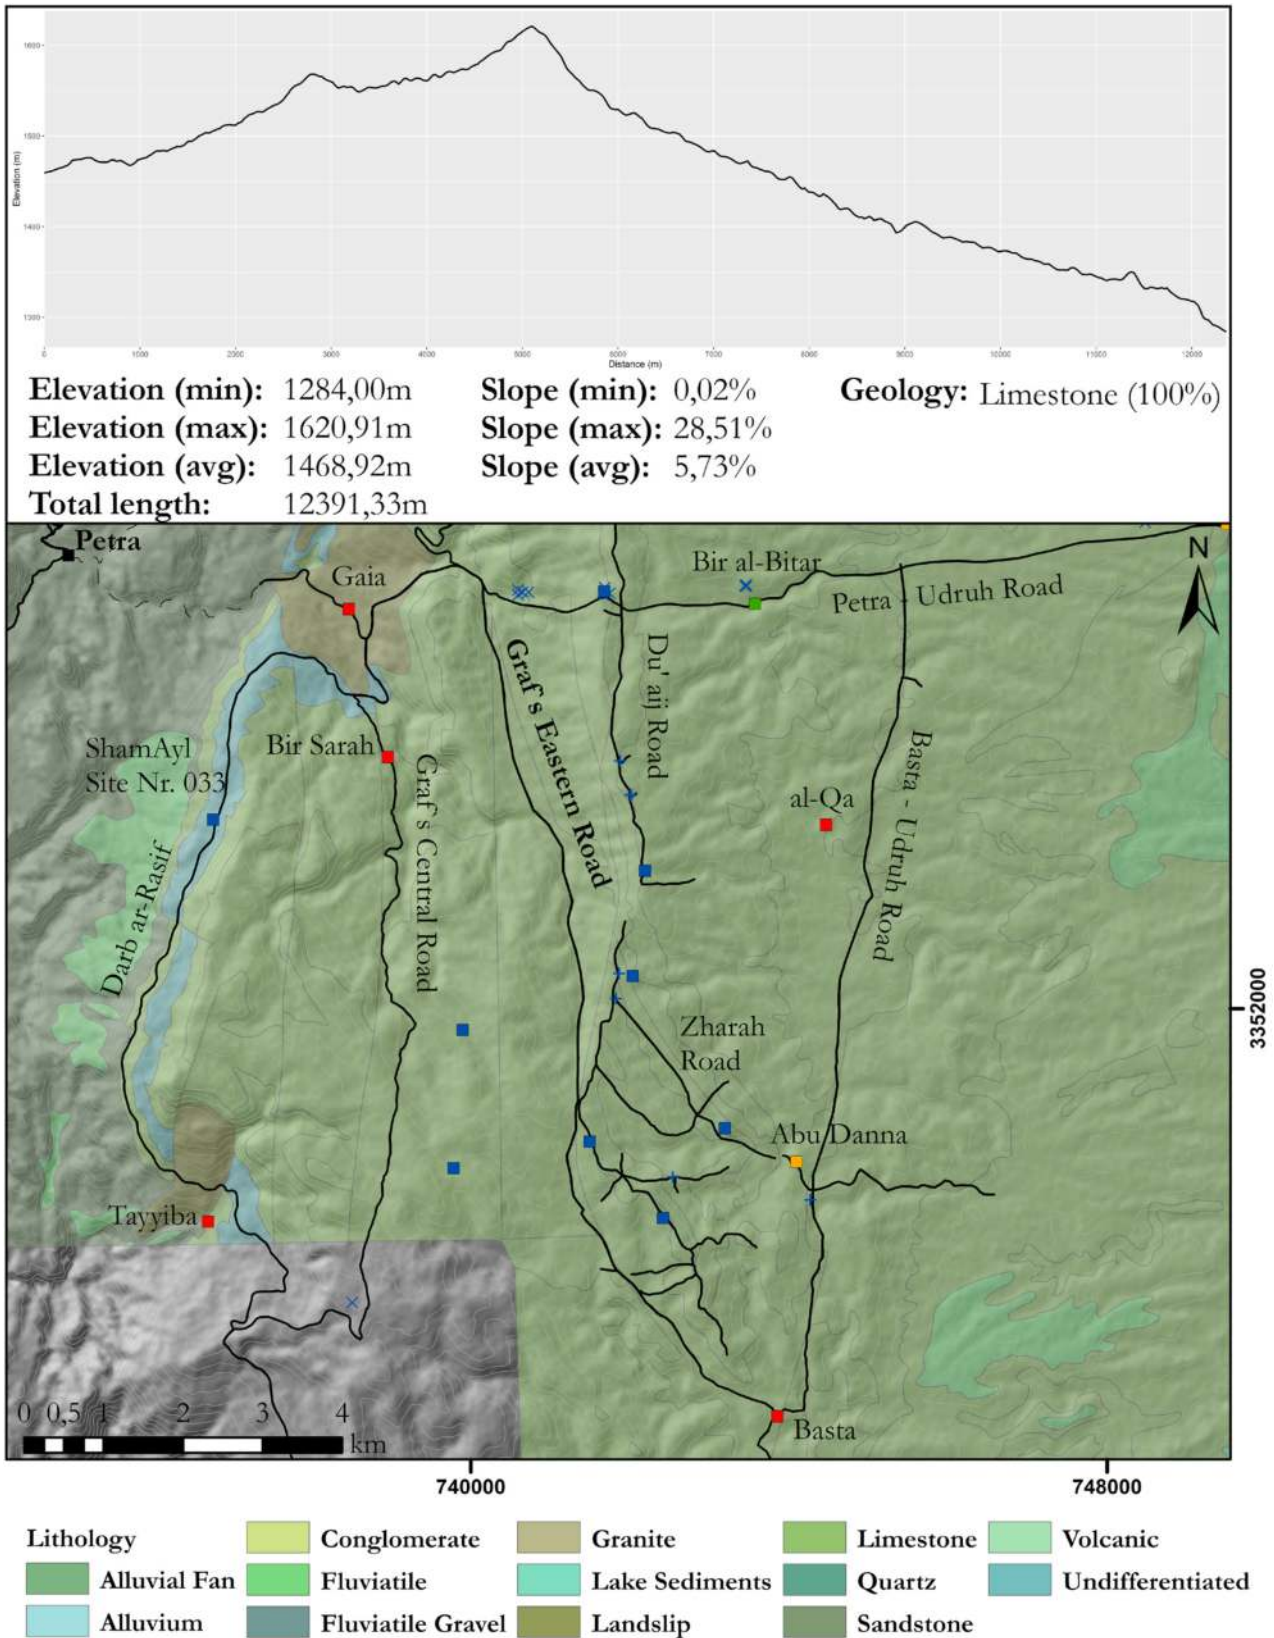 1600
1500
1400
1300
Elevation (m)
0 1000 2000 3000 4000 5000 6000 7000 8000 9000 10000 11000 12000
Distance (m)
Elevation (min): 1284,00m Slope (min): 0,02% Geology: Limestone (100%)
Elevation (max): 1620,91m Slope (max): 28,51%
Elevation (avg): 1468,92m Slope (avg): 5,73%
Total length: 12391,33m
Petra
Gaia
Bir al-Bitar
N
Petra - Udruh Road
Graf`s Eastern Road
Du' aij Road
Bir Sarah
ShamAyl
Site Nr. 033
Graf`s Central Road
Basta - Udruh Road
al-Qa
Darb ar-Rasif
3352000
Zharah
Road
Abu Danna
Tayyiba
0 0,5 1 2 3 4
km
Basta
740000 748000
Lithology Conglomerate Granite Limestone Volcanic
Alluvial Fan Fluviatile Lake Sediments Quartz Undifferentiated
Alluvium Fluviatile Gravel Landslip Sandstone